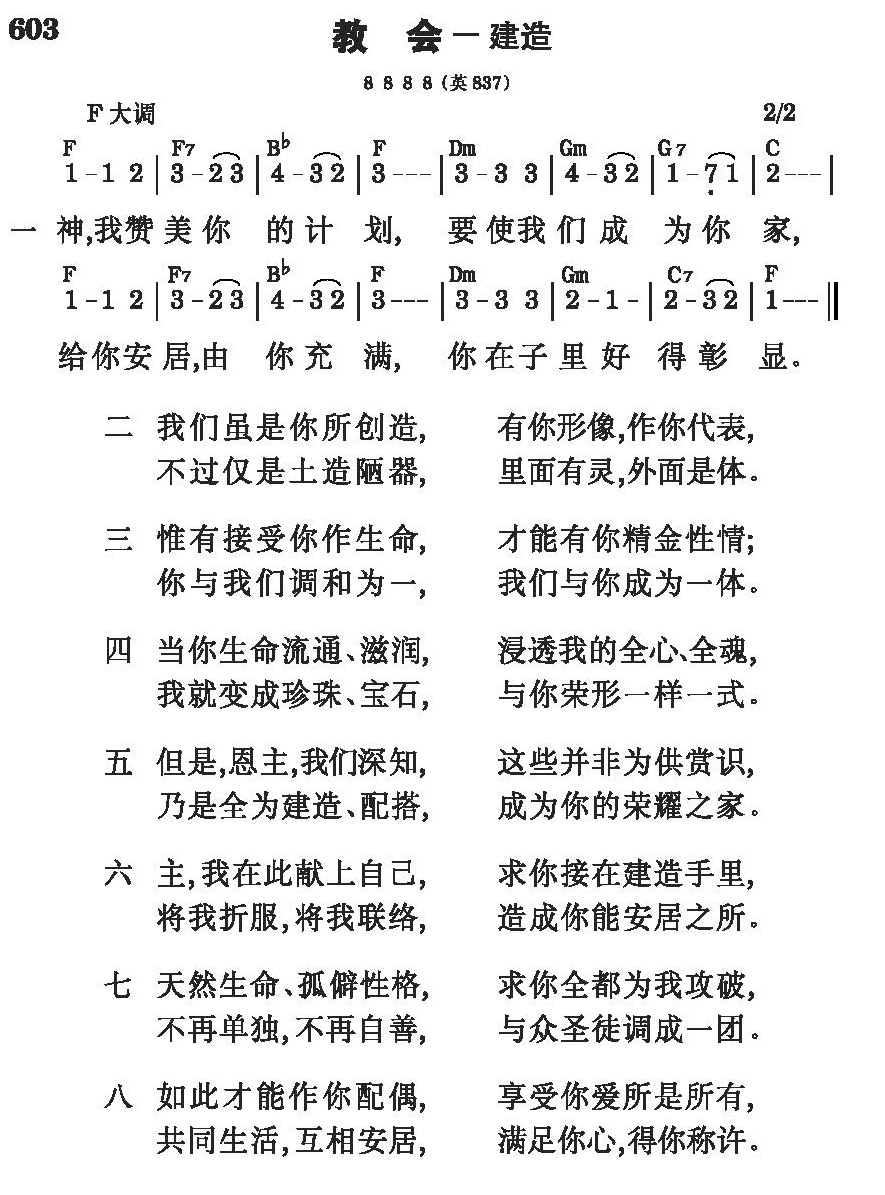 603
教 会 — 建造
8 8 8 8 (英 837)
F 大调 2/2
F F7 B♭ F Dm Gm G7 C
1 - 1 2 | 3 - 2 3 | 4 - 3 2 | 3 - - - | 3 - 3 3 | 4 - 3 2 | 1 - 7̣ 1 | 2 - - - |
一 神,我赞美你 的计 划, 要使我们成 为你 家,
F F7 B♭ F Dm Gm C7 F
1 - 1 2 | 3 - 2 3 | 4 - 3 2 | 3 - - - | 3 - 3 3 | 2 - 1 - | 2 - 3 2 | 1 - - - ‖
给你安居,由 你充 满, 你在子里好 得彰 显。
二 我们虽是你所创造, 有你形像,作你代表,
不过仅是土造陋器, 里面有灵,外面是体。
三 惟有接受你作生命, 才能有你精金性情;
你与我们调和为一, 我们与你成为一体。
四 当你生命流通、滋润, 浸透我的全心、全魂,
我就变成珍珠、宝石, 与你荣形一样一式。
五 但是,恩主,我们深知, 这些并非为供赏识,
乃是全为建造、配搭, 成为你的荣耀之家。
六 主,我在此献上自己, 求你接在建造手里,
将我折服,将我联络, 造成你能安居之所。
七 天然生命、孤僻性格, 求你全都为我攻破,
不再单独,不再自善, 与众圣徒调成一团。
八 如此才能作你配偶, 享受你爱所是所有,
共同生活,互相安居, 满足你心,得你称许。